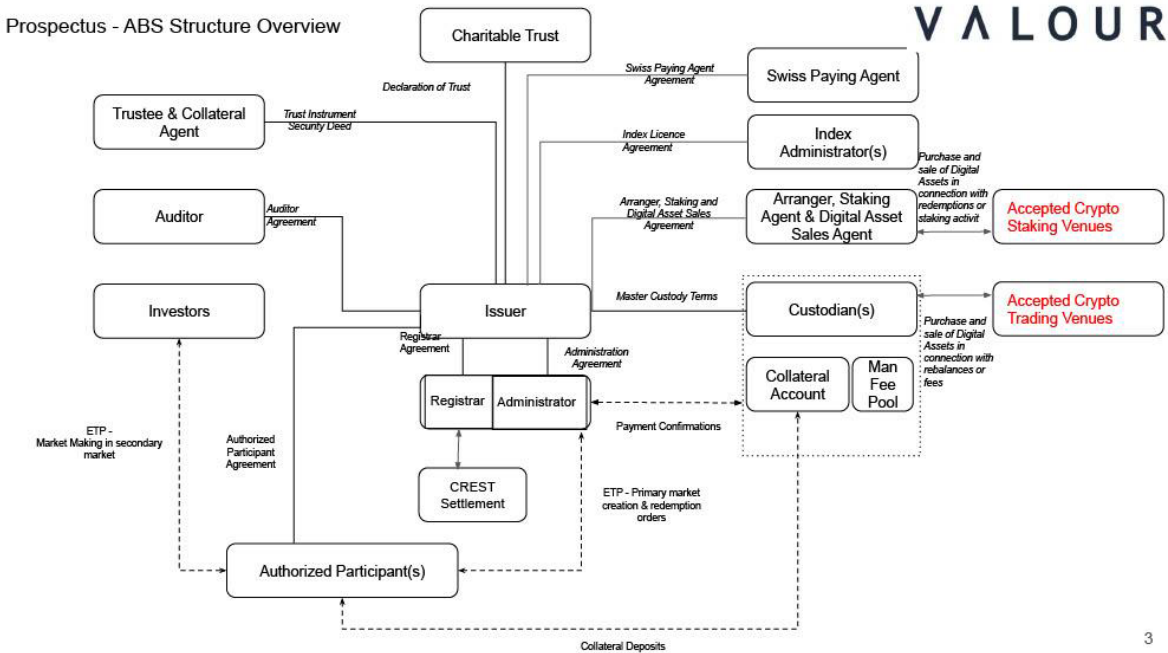 Prospectus - ABS Structure Overview
VALOUR
Charitable Trust
Declaration of Trust
Swiss Paying Agent
Agreement
Swiss Paying Agent
Trustee & Collateral
Agent
Trust Instrument
Security Deed
Index Licence
Agreement
Index
Administrator(s)
Purchase and
sale of Digital
Assets in
connection with
redemptions or
staking activit
Auditor
Auditor
Agreement
Arranger, Staking and
Digital Asset Sales
Agreement
Arranger, Staking
Agent & Digital Asset
Sales Agent
Accepted Crypto
Staking Venues
Investors
Issuer
Master Custody Terms
Custodian(s)
Accepted Crypto
Trading Venues
Purchase and
sale of Digital
Assets in
connection with
rebalances or
fees
Registrar
Agreement
Administration
Agreement
Collateral
Account
Man
Fee
Pool
Registrar
Administrator
Payment Confirmations
ETP -
Market Making in secondary
market
Authorized
Participant
Agreement
CREST
Settlement
ETP - Primary market
creation & redemption
orders
Authorized Participant(s)
Collateral Deposits
3